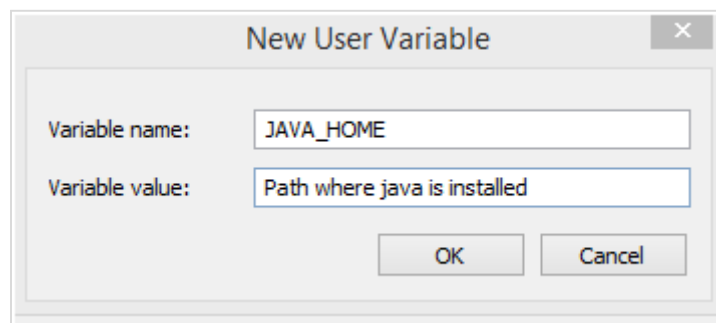 New User Variable
Variable name: JAVA_HOME
Variable value: Path where java is installed
OK Cancel